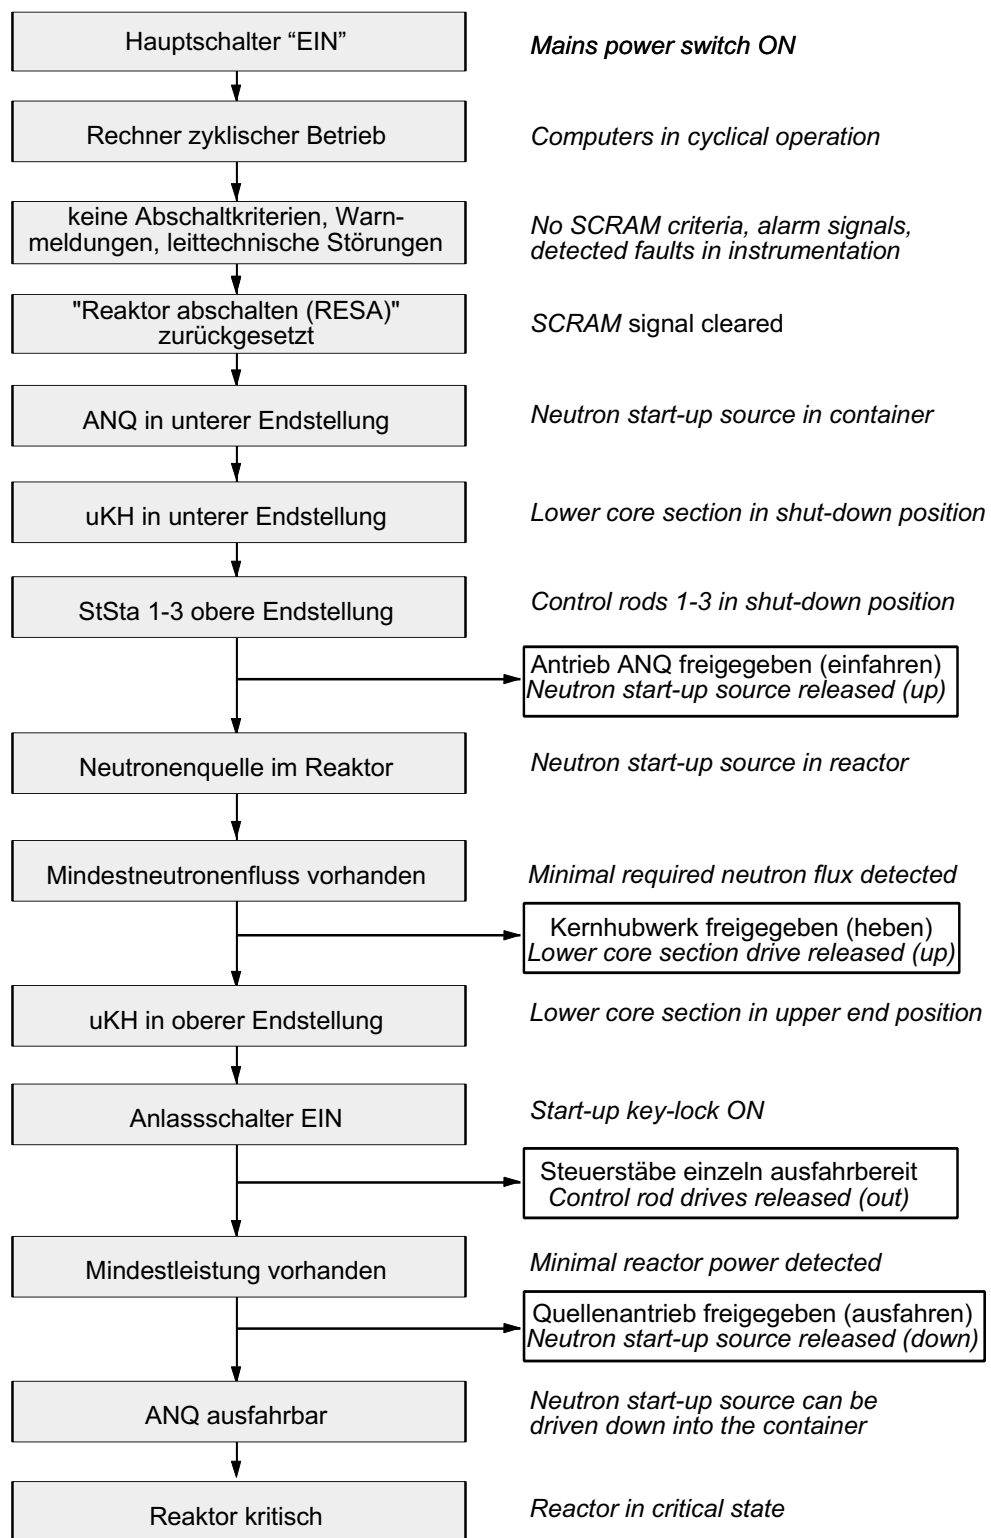 Hauptschalter “EIN”
Mains power switch ON
Rechner zyklischer Betrieb
Computers in cyclical operation
keine Abschaltkriterien, Warn-
meldungen, leittechnische Störungen
No SCRAM criteria, alarm signals,
detected faults in instrumentation
"Reaktor abschalten (RESA)"
zurückgesetzt
SCRAM signal cleared
ANQ in unterer Endstellung
Neutron start-up source in container
uKH in unterer Endstellung
Lower core section in shut-down position
StSta 1-3 obere Endstellung
Control rods 1-3 in shut-down position
Antrieb ANQ freigegeben (einfahren)
Neutron start-up source released (up)
Neutronenquelle im Reaktor
Neutron start-up source in reactor
Mindestneutronenfluss vorhanden
Minimal required neutron flux detected
Kernhubwerk freigegeben (heben)
Lower core section drive released (up)
uKH in oberer Endstellung
Lower core section in upper end position
Anlassschalter EIN
Start-up key-lock ON
Steuerstäbe einzeln ausfahrbereit
Control rod drives released (out)
Mindestleistung vorhanden
Minimal reactor power detected
Quellenantrieb freigegeben (ausfahren)
Neutron start-up source released (down)
ANQ ausfahrbar
Neutron start-up source can be
driven down into the container
Reaktor kritisch
Reactor in critical state